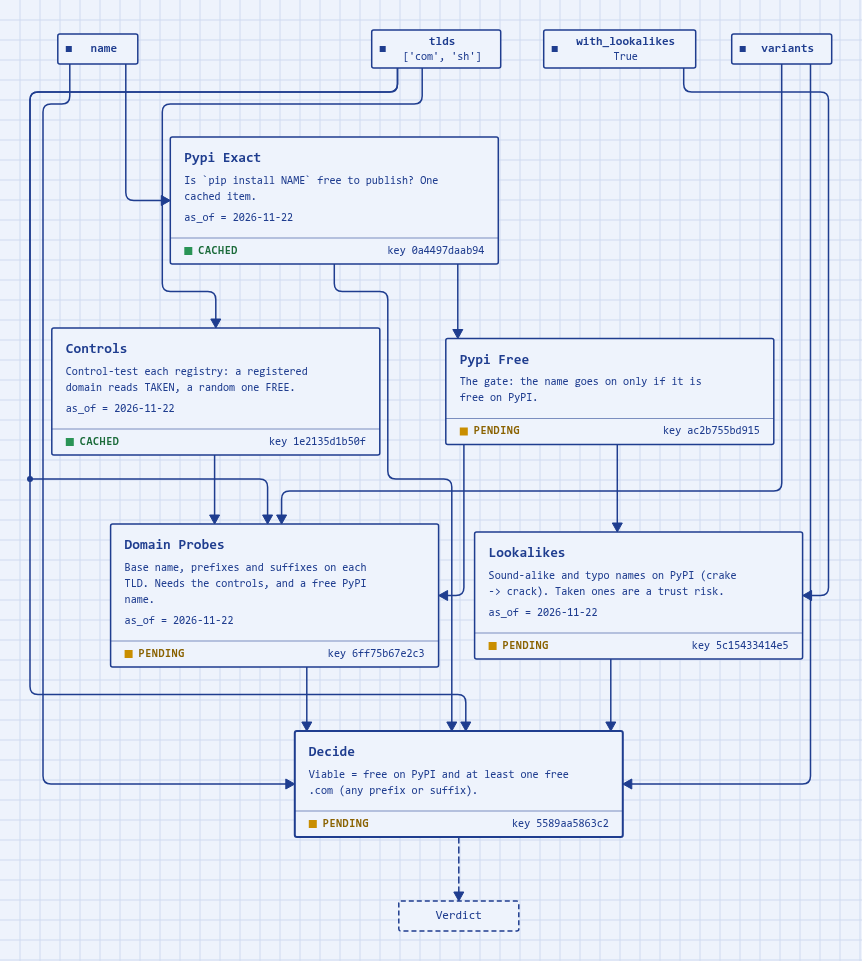 name
tlds
['com', 'sh']
with_lookalikes
True
variants
Pypi Exact
Is `pip install NAME` free to publish? One
cached item.
as_of = 2026-11-22
CACHED
key 0a4497daab94
Controls
Control-test each registry: a registered
domain reads TAKEN, a random one FREE.
as_of = 2026-11-22
CACHED
key 1e2135d1b50f
Pypi Free
The gate: the name goes on only if it is
free on PyPI.
PENDING
key ac2b755bd915
Domain Probes
Base name, prefixes and suffixes on each
TLD. Needs the controls, and a free PyPI
name.
as_of = 2026-11-22
PENDING
key 6ff75b67e2c3
Lookalikes
Sound-alike and typo names on PyPI (crake
-> crack). Taken ones are a trust risk.
as_of = 2026-11-22
PENDING
key 5c15433414e5
Decide
Viable = free on PyPI and at least one free
.com (any prefix or suffix).
PENDING
key 5589aa5863c2
Verdict